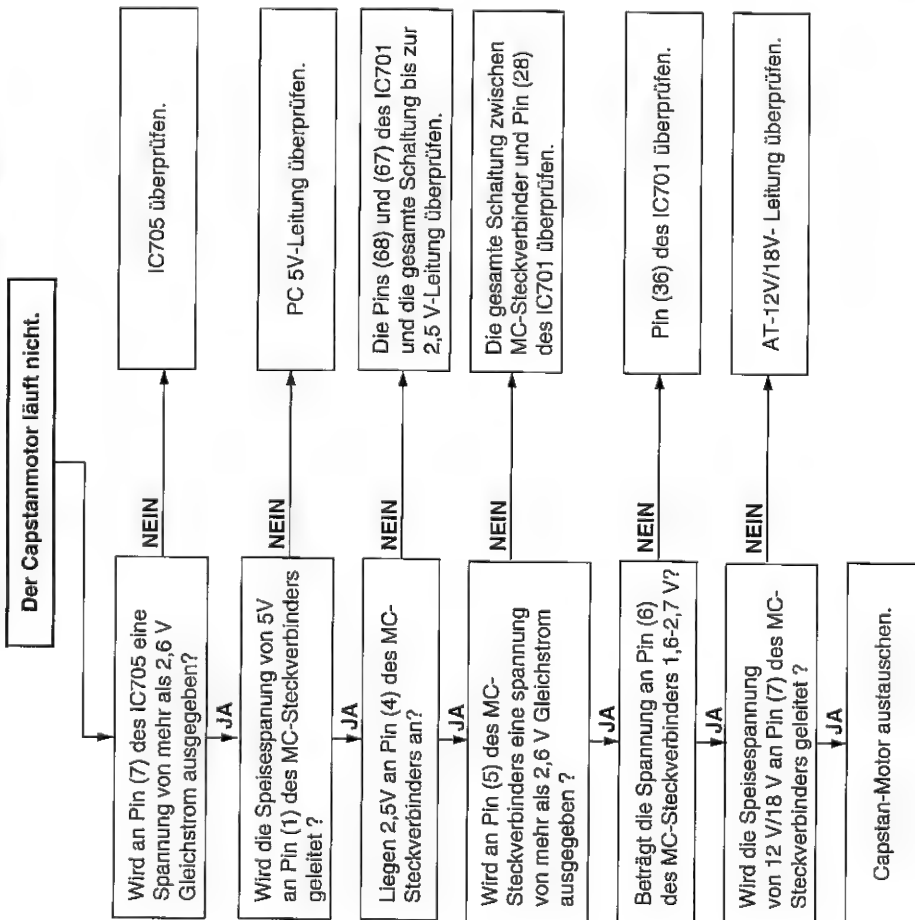 Der Capstanmotor läuft nicht.
Wird an Pin (7) des IC705 eine
Spannung von mehr als 2,6 V
Gleichstrom ausgegeben?
NEIN
IC705 überprüfen.
JA
Wird die Speisespanung von 5V
an Pin (1) des MC-Steckverbinders
geleitet ?
NEIN
PC 5V-Leitung überprüfen.
JA
Liegen 2,5V an Pin (4) des MC-
Steckverbinders an?
NEIN
Die Pins (68) und (67) des IC701
und die gesamte Schaltung bis zur
2,5 V-Leitung überprüfen.
JA
Wird an Pin (5) des MC-
Steckverbinders eine spannung
von mehr als 2,6 V Gleichstrom
ausgegeben ?
NEIN
Die gesamte Schaltung zwischen
MC-Steckverbinder und Pin (28)
des IC701 überprüfen.
JA
Beträgt die Spannung an Pin (6)
des MC-Steckverbinders 1,6-2,7 V?
NEIN
Pin (36) des IC701 überprüfen.
JA
Wird die Speisespannung
von 12 V/18 V an Pin (7) des MC-
Steckverbinders geleitet ?
NEIN
AT-12V/18V- Leitung überprüfen.
JA
Capstan-Motor austauschen.